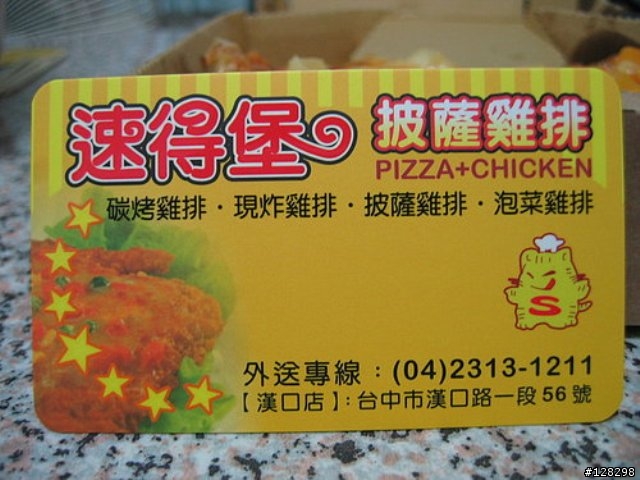 速得堡
披薩雞排
PIZZA+CHICKEN
碳烤雞排·現炸雞排·披薩雞排·泡菜雞排
S
外送專線：(04)2313-1211
【漢口店】：台中市漢口路一段56號
#128298